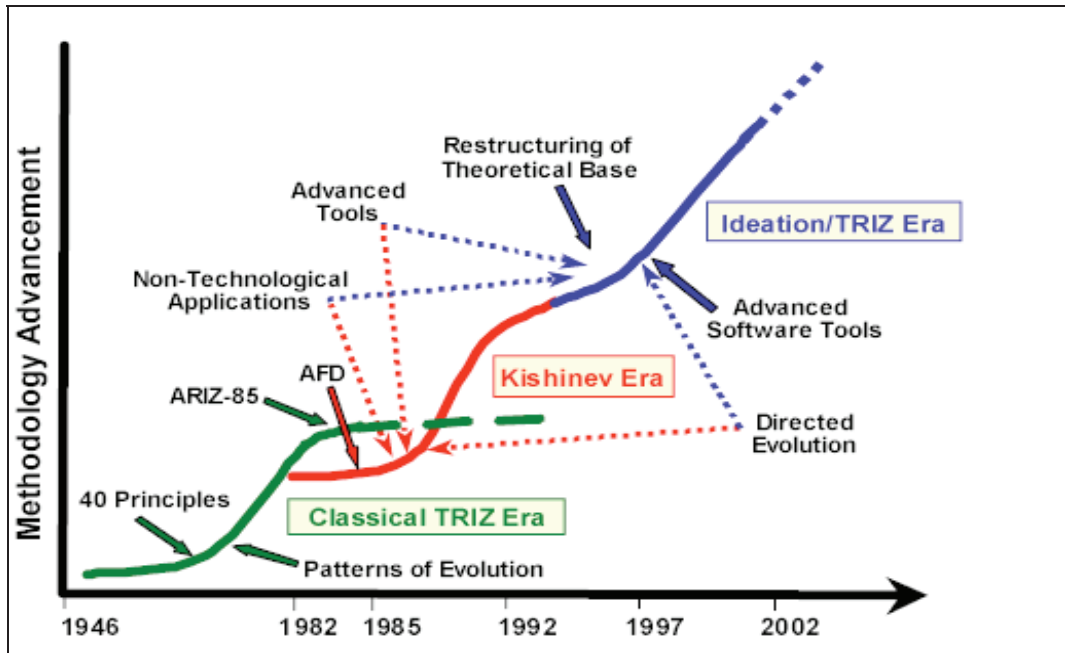 Methodology Advancement
Restructuring of
Theoretical Base
Advanced
Tools
Ideation/TRIZ Era
Non-Technological
Applications
Advanced
Software Tools
AFD
Kishinev Era
ARIZ-85
Directed
Evolution
40 Principles
Classical TRIZ Era
Patterns of Evolution
1946
1982
1985
1992
1997
2002